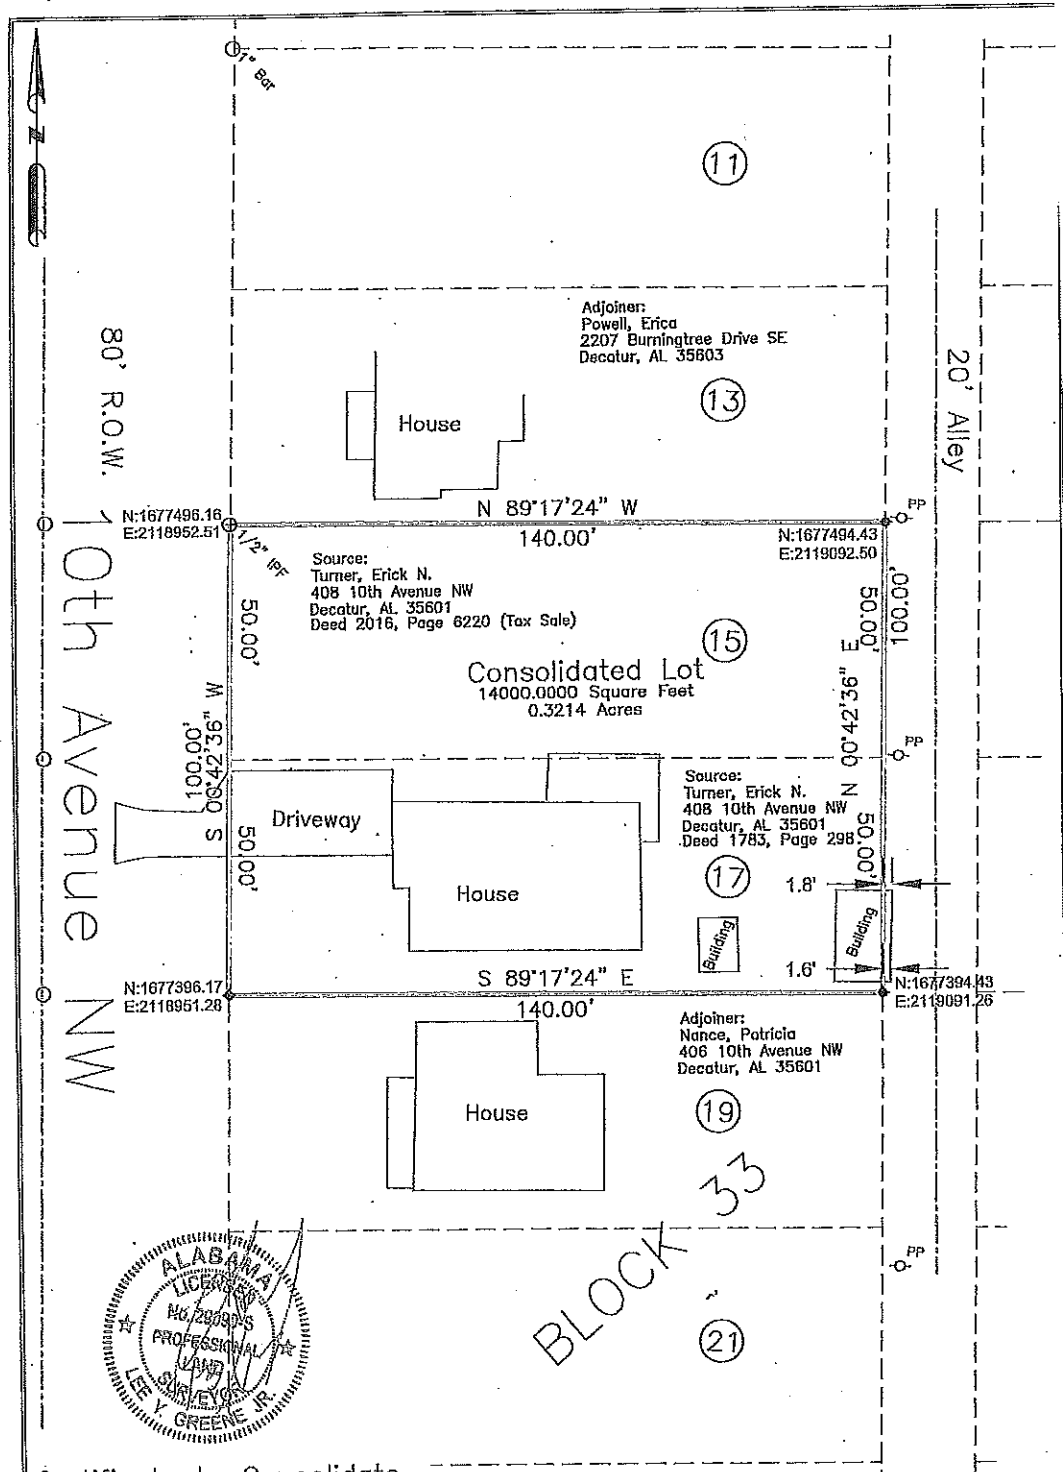 1" Bar
N
11
Adjoiner:
Powell, Erica
2207 Burningtree Drive SE
Decatur, AL 35603
13
20' Alley
80' R.O.W.
House
N:1677496.16
E:2118952.51
1/2" IPF
N 89°17'24" W
140.00'
PP
N:1677494.43
E:2119092.50
Source:
Turner, Erick N.
408 10th Avenue NW
Decatur, AL 35601
Deed 2016, Page 6220 (Tax Sale)
50.00'
50.00'
100.00'
15
Consolidated Lot
14000.0000 Square Feet
0.3214 Acres
10th Avenue NW
S 00°42'36" W
100.00'
N 00°42'36" E
PP
Source:
Turner, Erick N.
408 10th Avenue NW
Decatur, AL 35601
Deed 1783, Page 298
Driveway
50.00'
50.00'
House
17
1.8'
Building
Building
1.6'
S 89°17'24" E
140.00'
N:1677396.17
E:2118951.28
N:1677394.43
E:2119091.26
Adjoiner:
Nance, Patricia
406 10th Avenue NW
Decatur, AL 35601
House
19
BLOCK 33
PP
21
ALABAMA
LICENSED
No. 29090-S
PROFESSIONAL
LAND
SURVEYOR
LEE Y. GREENE JR.